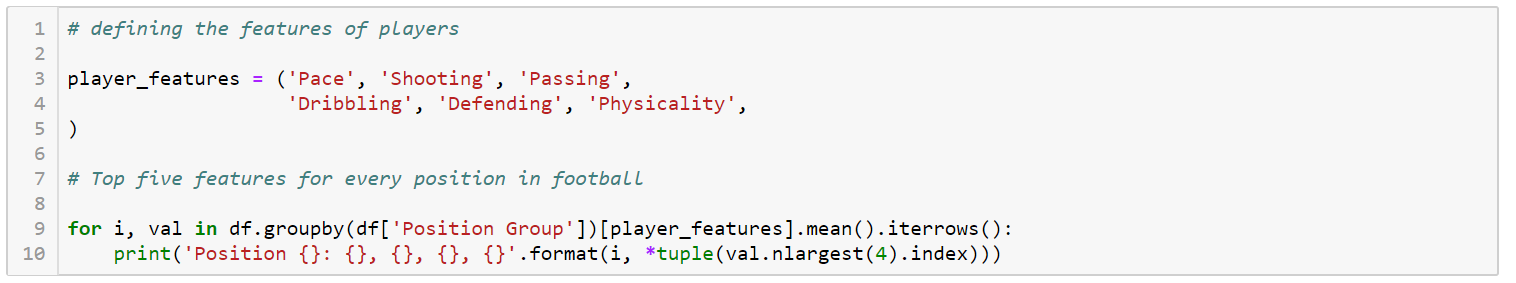 1 # defining the features of players
2
3 player_features = ('Pace', 'Shooting', 'Passing',
4                    'Dribbling', 'Defending', 'Physicality',
5 )
6
7 # Top five features for every position in football
8
9 for i, val in df.groupby(df['Position Group'])[player_features].mean().iterrows():
10     print('Position {}: {}, {}, {}, {}'.format(i, *tuple(val.nlargest(4).index)))